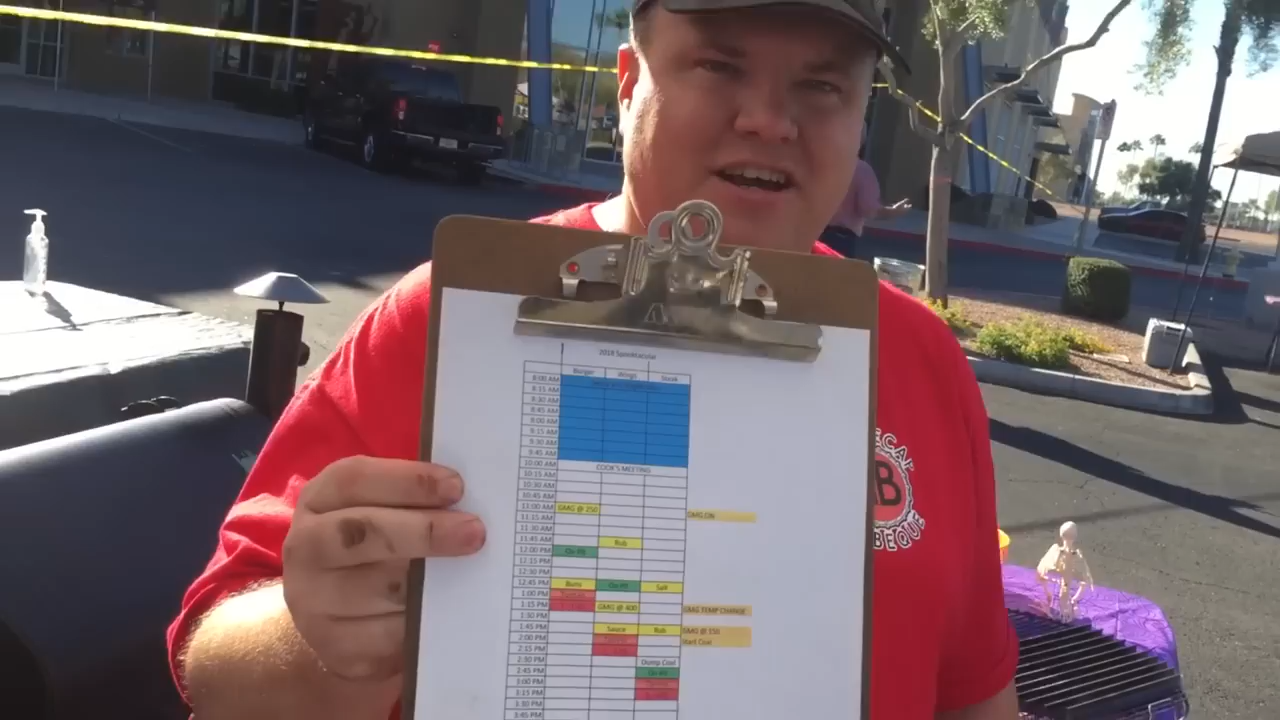 2018 Spooktacular
Burger Wings Steak
8:00 AM
8:15 AM
8:30 AM
8:45 AM
9:00 AM
9:15 AM
9:30 AM
9:45 AM
10:00 AM COOK'S MEETING
10:15 AM
10:30 AM
10:45 AM
11:00 AM GMG @ 250
11:15 AM GMG ON
11:30 AM
11:45 AM Rub
12:00 PM On Pit
12:15 PM
12:30 PM
12:45 PM Buns On Pit Salt
1:00 PM
1:15 PM GMG @ 400 GMG TEMP CHANGE
1:30 PM
1:45 PM Sauce Rub GMG @ 350
2:00 PM Start Coal
2:15 PM
2:30 PM Dump Coal
2:45 PM On Pit
3:00 PM
3:15 PM
3:30 PM
3:45 PM
B